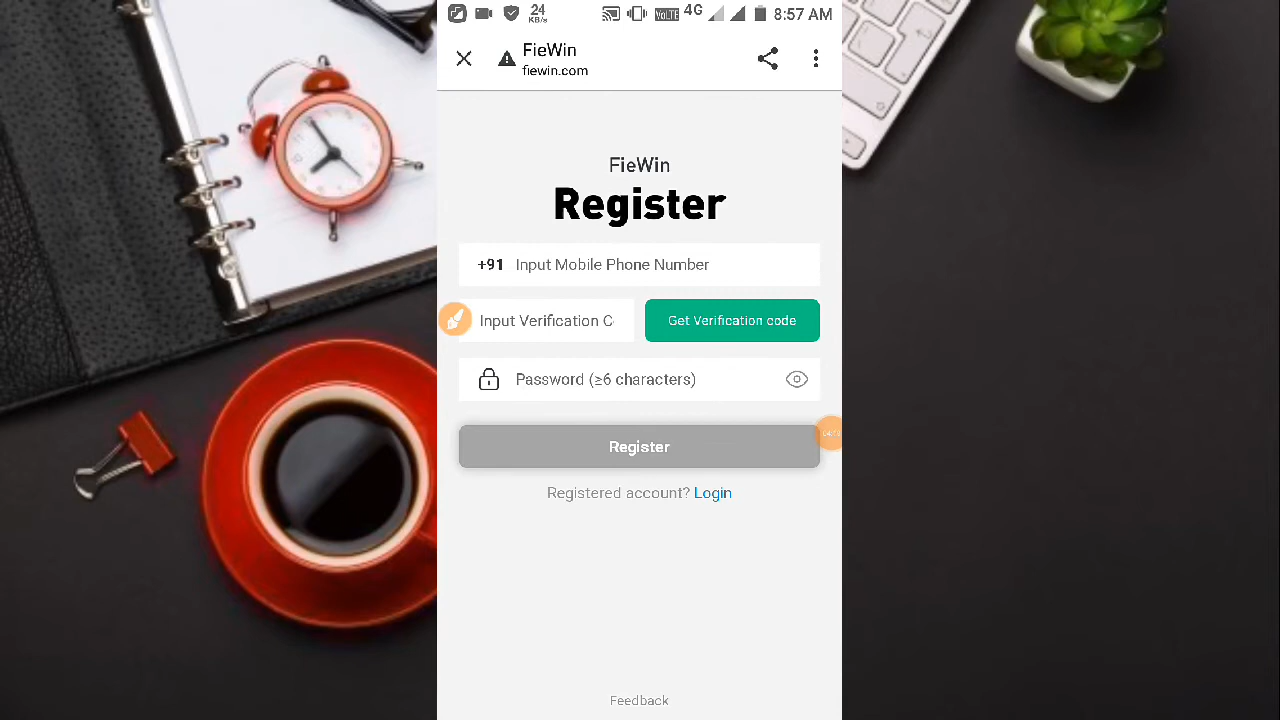 24
KB/s
VoLTE
4G
8:57 AM
FieWin
fiewin.com
FieWin
Register
+91 Input Mobile Phone Number
Input Verification C
Get Verification code
Password (≥6 characters)
Register
Registered account? Login
Feedback